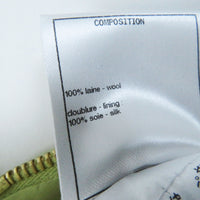 COMPOSITION
100% laine - wool
doublure - lining
100% soie - silk